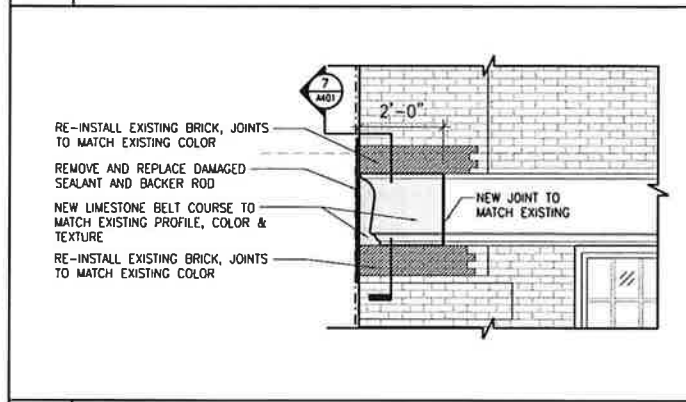 7
A401
2'-0"
RE-INSTALL EXISTING BRICK, JOINTS
TO MATCH EXISTING COLOR
REMOVE AND REPLACE DAMAGED
SEALANT AND BACKER ROD
NEW LIMESTONE BELT COURSE TO
MATCH EXISTING PROFILE, COLOR &
TEXTURE
RE-INSTALL EXISTING BRICK, JOINTS
TO MATCH EXISTING COLOR
NEW JOINT TO
MATCH EXISTING